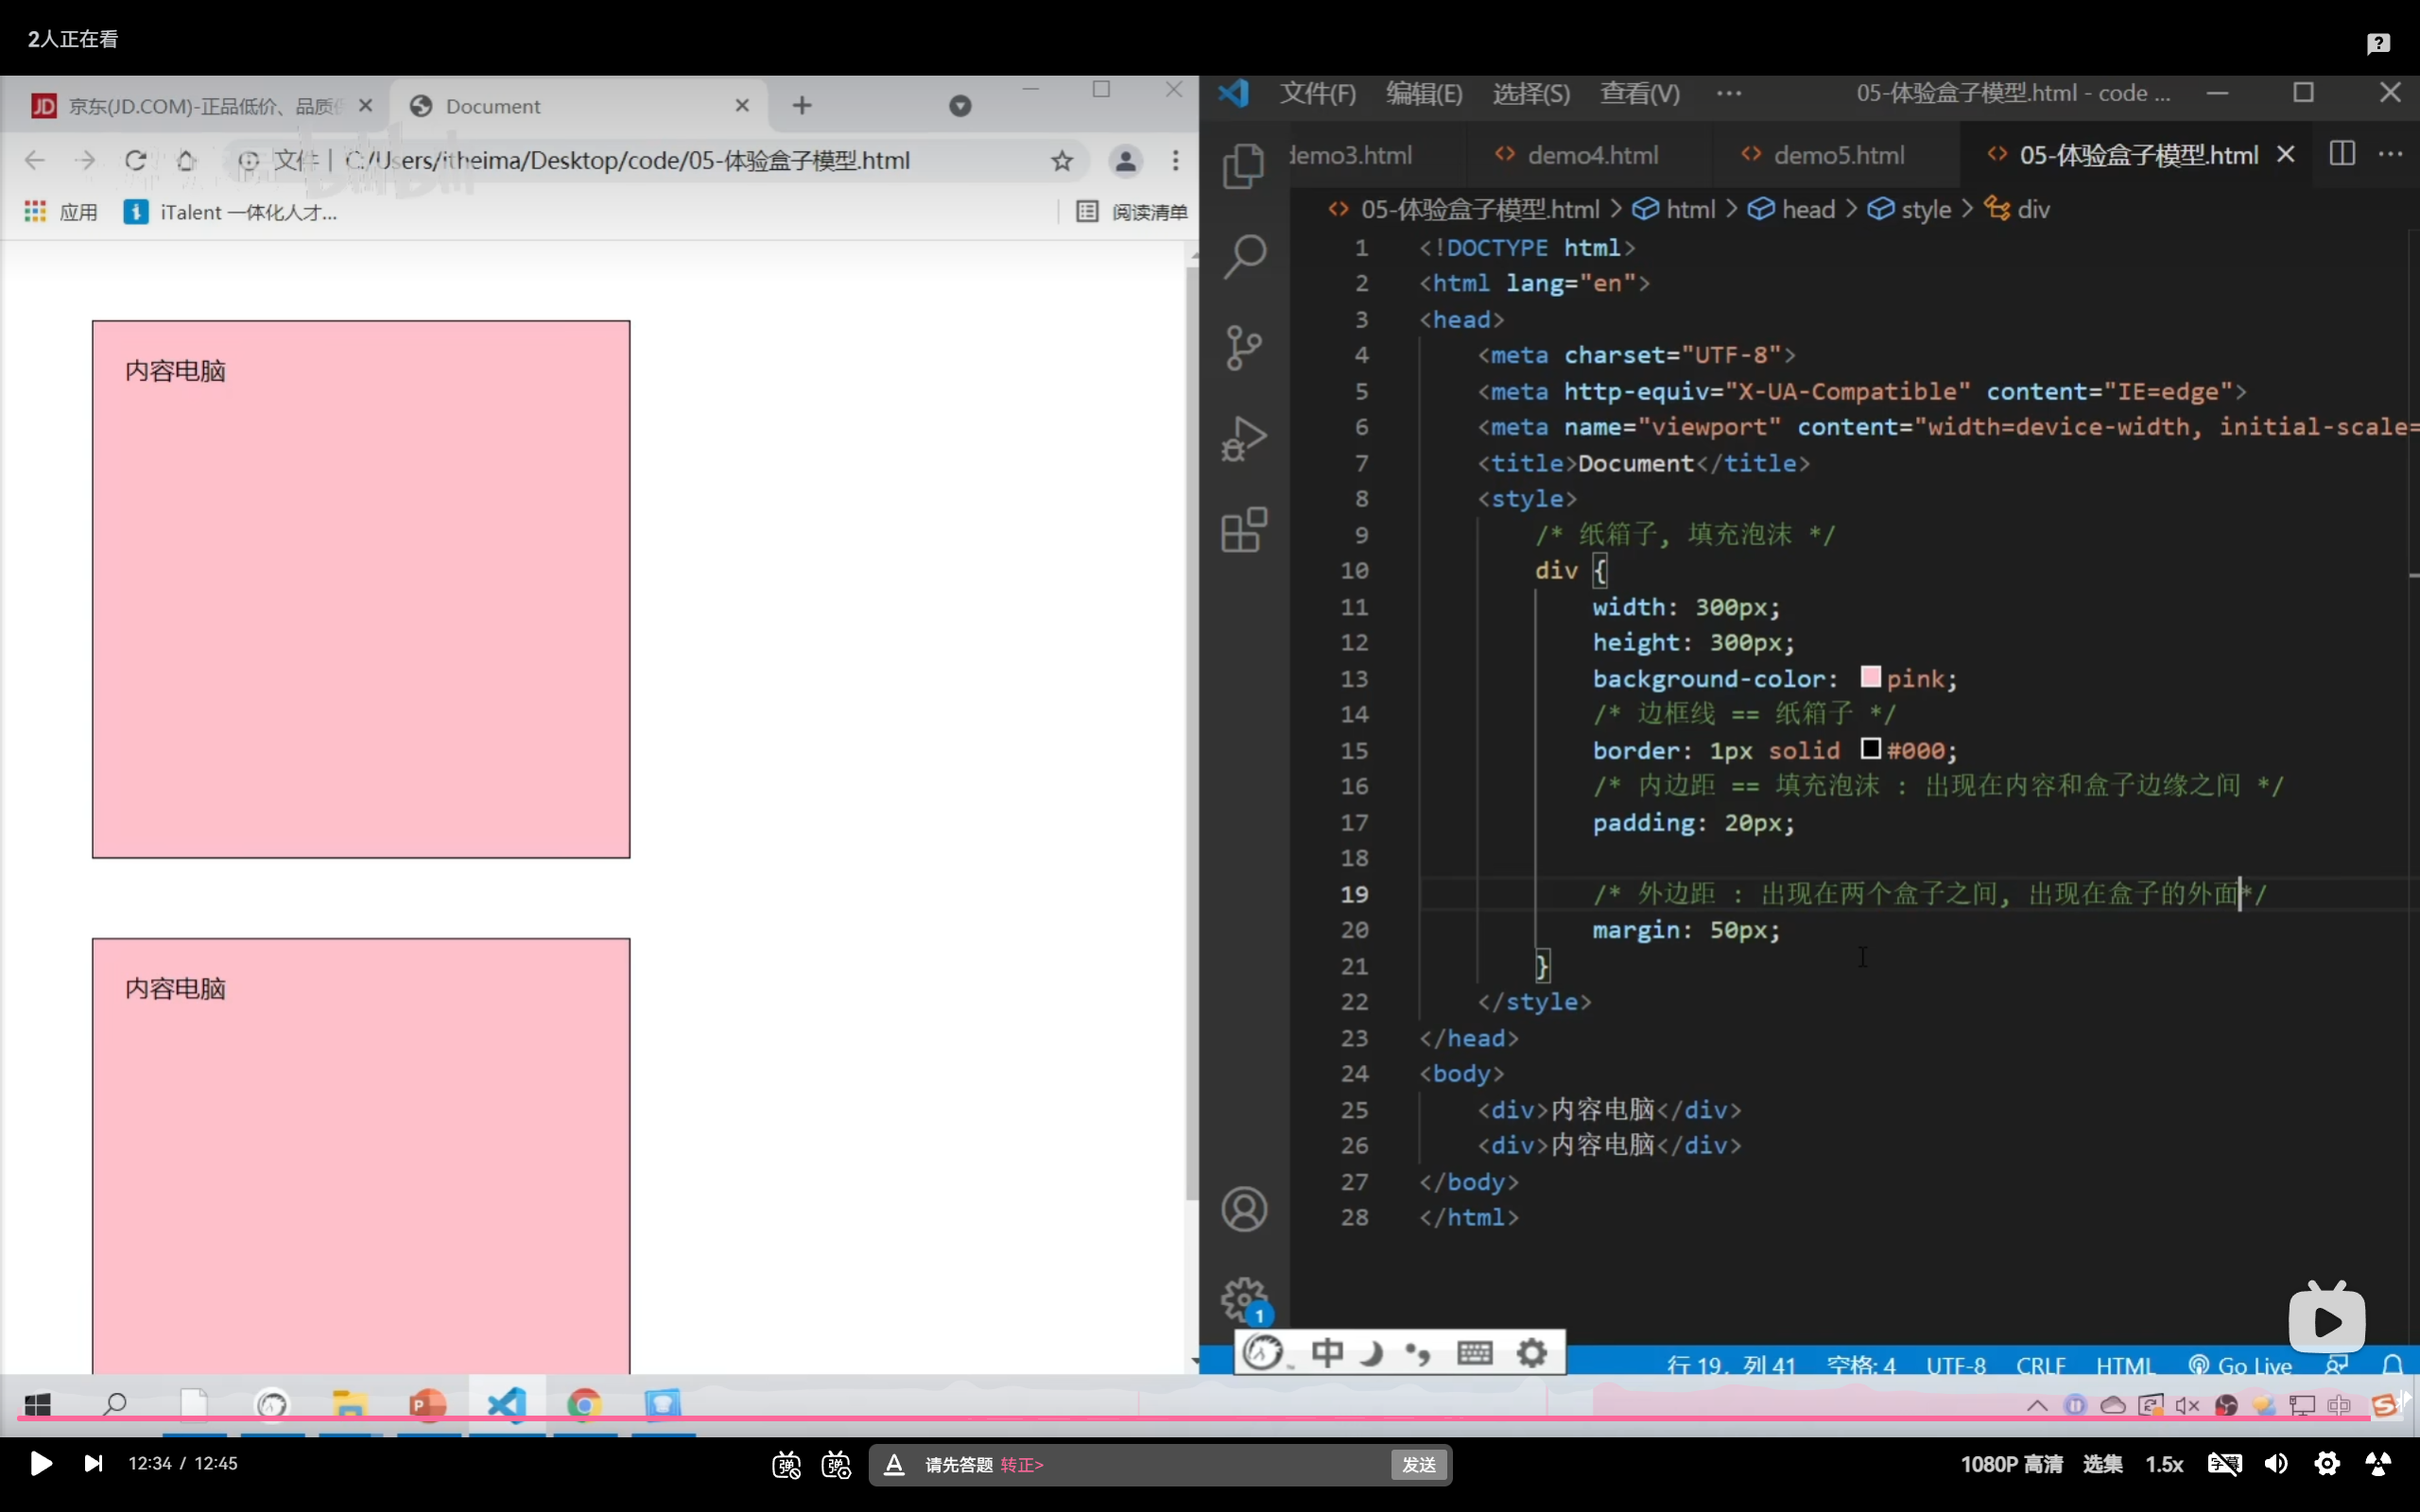 2人正在看
京东(JD.COM)-正品低价、品质
Document
文件 | C:/Users/itheima/Desktop/code/05-体验盒子模型.html
应用
iTalent 一体化人才...
阅读清单
内容电脑
内容电脑
文件(F) 编辑(E) 选择(S) 查看(V) ··· 05-体验盒子模型.html - code ...
demo3.html demo4.html demo5.html 05-体验盒子模型.html
05-体验盒子模型.html > html > head > style > div
1 <!DOCTYPE html>
2 <html lang="en">
3 <head>
4 <meta charset="UTF-8">
5 <meta http-equiv="X-UA-Compatible" content="IE=edge">
6 <meta name="viewport" content="width=device-width, initial-scale=
7 <title>Document</title>
8 <style>
9 /* 纸箱子, 填充泡沫 */
10 div {
11 width: 300px;
12 height: 300px;
13 background-color: pink;
14 /* 边框线 == 纸箱子 */
15 border: 1px solid #000;
16 /* 内边距 == 填充泡沫 : 出现在内容和盒子边缘之间 */
17 padding: 20px;
18
19 /* 外边距 : 出现在两个盒子之间, 出现在盒子的外面*/
20 margin: 50px;
21 }
22 </style>
23 </head>
24 <body>
25 <div>内容电脑</div>
26 <div>内容电脑</div>
27 </body>
28 </html>
1
中
行 19, 列 41 空格: 4 UTF-8 CRLF HTML Go Live
12:34 / 12:45
弹 弹
请先答题 转正>
发送
1080P 高清 选集 1.5x 字幕